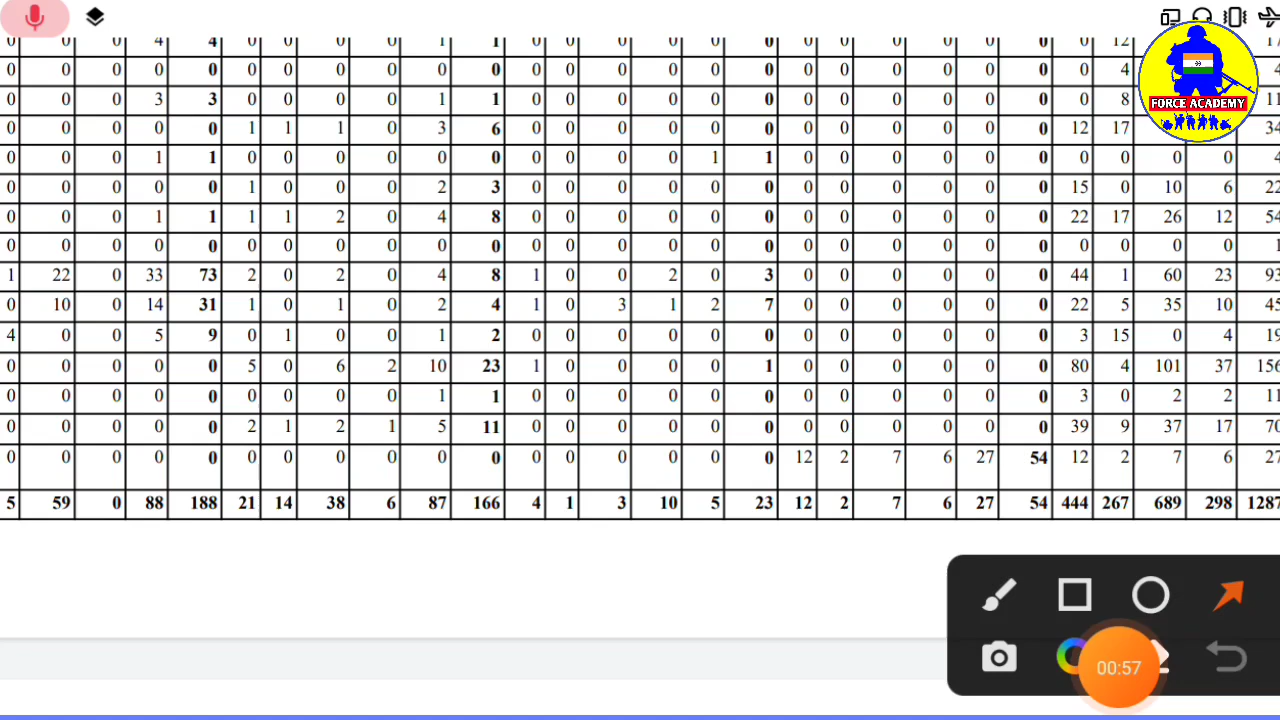 0 0 0 4 4 0 0 0 0 1 1 0 0 0 0 0 0 0 0 0 0 0 0 0 12
0 0 0 0 0 0 0 0 0 0 0 0 0 0 0 0 0 0 0 0 0 0 0 0 4
0 0 0 3 3 0 0 0 0 1 1 0 0 0 0 0 0 0 0 0 0 0 0 0 8 11
0 0 0 0 0 1 1 1 0 3 6 0 0 0 0 0 0 0 0 0 0 0 0 12 17 34
0 0 0 1 1 0 0 0 0 0 0 0 0 0 0 1 1 0 0 0 0 0 0 0 0 0 0 4
0 0 0 0 0 1 0 0 0 2 3 0 0 0 0 0 0 0 0 0 0 0 0 15 0 10 6 22
0 0 0 1 1 1 1 2 0 4 8 0 0 0 0 0 0 0 0 0 0 0 0 22 17 26 12 54
0 0 0 0 0 0 0 0 0 0 0 0 0 0 0 0 0 0 0 0 0 0 0 0 0 0 0 1
1 22 0 33 73 2 0 2 0 4 8 1 0 0 2 0 3 0 0 0 0 0 0 44 1 60 23 93
0 10 0 14 31 1 0 1 0 2 4 1 0 3 1 2 7 0 0 0 0 0 0 22 5 35 10 45
4 0 0 5 9 0 1 0 0 1 2 0 0 0 0 0 0 0 0 0 0 0 0 3 15 0 4 19
0 0 0 0 0 5 0 6 2 10 23 1 0 0 0 0 1 0 0 0 0 0 0 80 4 101 37 156
0 0 0 0 0 0 0 0 0 1 1 0 0 0 0 0 0 0 0 0 0 0 0 3 0 2 2 11
0 0 0 0 0 2 1 2 1 5 11 0 0 0 0 0 0 0 0 0 0 0 0 39 9 37 17 70
0 0 0 0 0 0 0 0 0 0 0 0 0 0 0 0 0 12 2 7 6 27 54 12 2 7 6 27
5 59 0 88 188 21 14 38 6 87 166 4 1 3 10 5 23 12 2 7 6 27 54 444 267 689 298 1287
FORCE ACADEMY
00:57